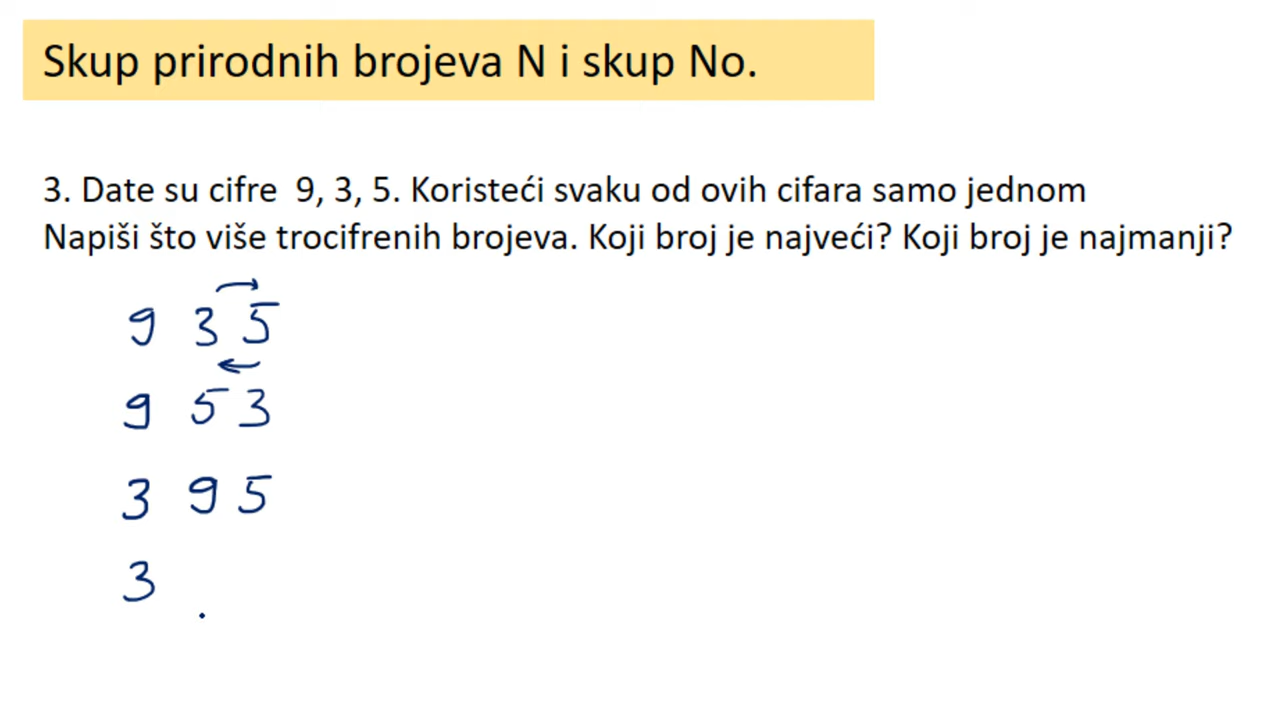 Skup prirodnih brojeva N i skup No.
3. Date su cifre 9, 3, 5. Koristeći svaku od ovih cifara samo jednom
Napiši što više trocifrenih brojeva. Koji broj je najveći? Koji broj je najmanji?
9 3 5
9 5 3
3 9 5
3